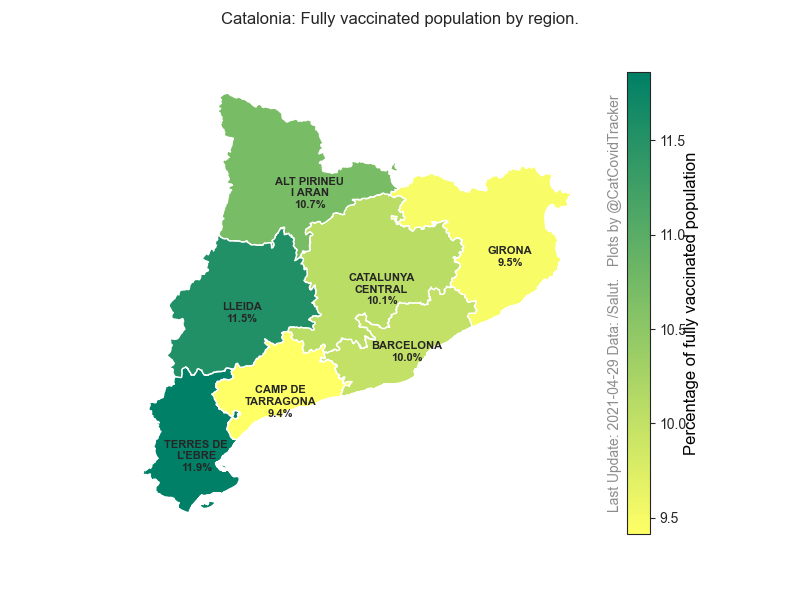 Catalonia: Fully vaccinated population by region.
ALT PIRINEU
I ARAN
10.7%
GIRONA
9.5%
CATALUNYA
CENTRAL
10.1%
LLEIDA
11.5%
BARCELONA
10.0%
CAMP DE
TARRAGONA
9.4%
TERRES DE
L'EBRE
11.9%
Last Update: 2021-04-29 Data: /Salut.   Plots by @CatCovidTracker
11.5
11.0
10.5
10.0
9.5
Percentage of fully vaccinated population